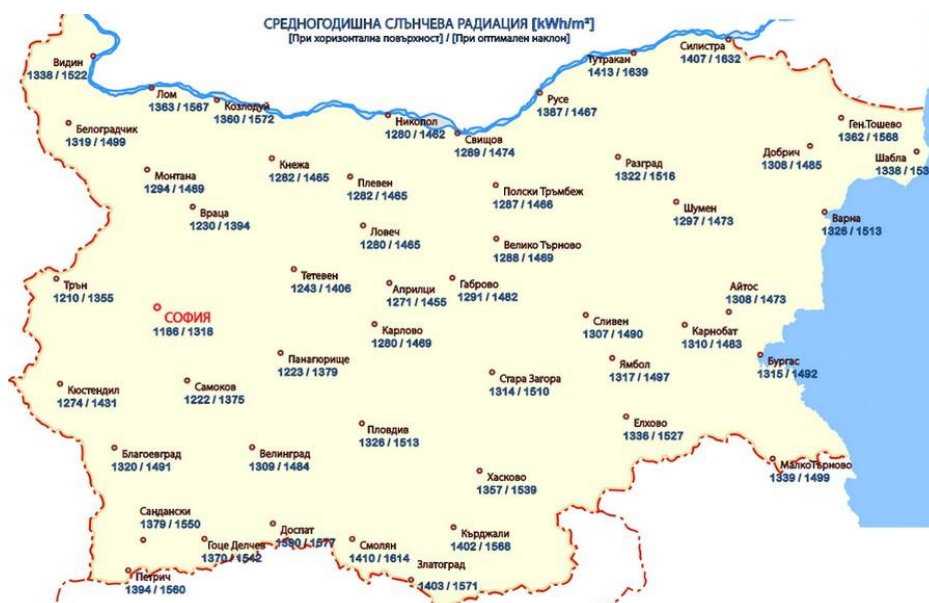 СРЕДНОГОДИШНА СЛЪНЧЕВА РАДИАЦИЯ [kWh/m²]
[При хоризонтална повърхност] / [При оптимален наклон]
Видин
1338 / 1522
Лом
1363 / 1567
Козлодуй
1360 / 1572
Белоградчик
1319 / 1499
Никопол
1280 / 1462
Свищов
1289 / 1474
Русе
1387 / 1467
Тутракан
1413 / 1639
Силистра
1407 / 1632
Ген.Тошево
1362 / 1568
Добрич
1308 / 1485
Шабла
1338 / 153
Монтана
1294 / 1469
Кнежа
1282 / 1465
Плевен
1282 / 1465
Полски Тръмбеж
1287 / 1466
Разград
1322 / 1516
Шумен
1297 / 1473
Варна
1326 / 1513
Враца
1230 / 1394
Ловеч
1280 / 1465
Велико Търново
1288 / 1469
Трън
1210 / 1355
Тетевен
1243 / 1406
Априлци
1271 / 1455
Габрово
1291 / 1482
Айтос
1308 / 1473
СОФИЯ
1186 / 1318
Карлово
1280 / 1469
Сливен
1307 / 1490
Карнобат
1310 / 1483
Бургас
1315 / 1492
Панагюрище
1223 / 1379
Ямбол
1317 / 1497
Кюстендил
1274 / 1431
Самоков
1222 / 1375
Стара Загора
1314 / 1510
Пловдив
1326 / 1513
Елхово
1336 / 1527
Благоевград
1320 / 1491
Велинград
1309 / 1484
Хасково
1357 / 1539
МалкоТърново
1339 / 1499
Сандански
1379 / 1550
Гоце Делчев
1370 / 1542
Доспат
1390 / 1577
Смолян
1410 / 1614
Кърджали
1402 / 1568
Златоград
1403 / 1571
Петрич
1394 / 1560